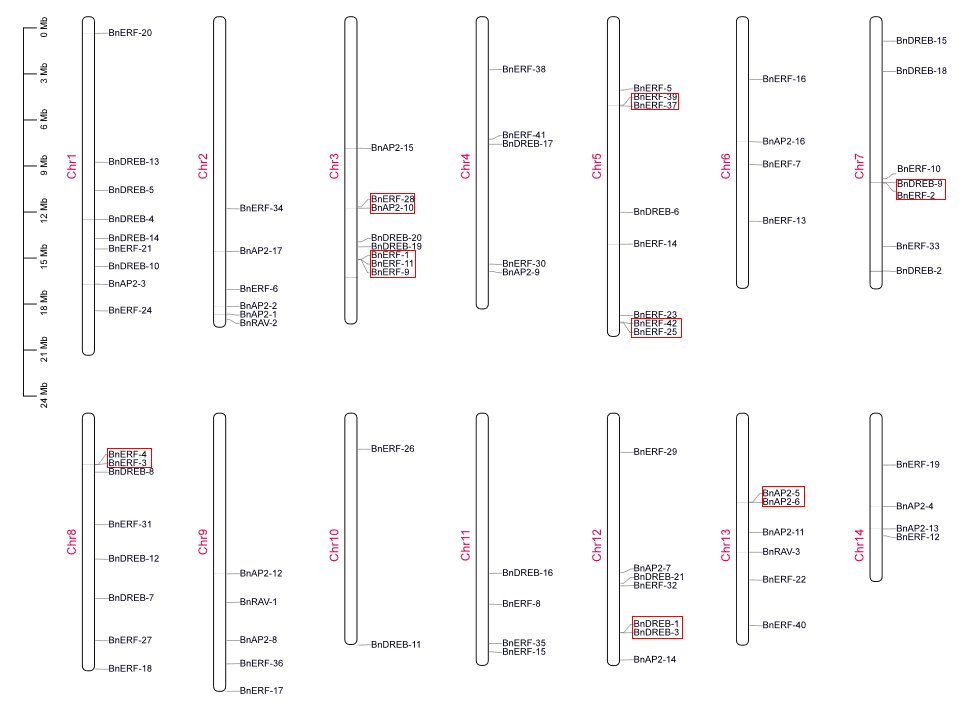 0 Mb
3 Mb
6 Mb
9 Mb
12 Mb
15 Mb
18 Mb
21 Mb
24 Mb
Chr1
BnERF-20
BnDREB-13
BnDREB-5
BnDREB-4
BnDREB-14
BnERF-21
BnDREB-10
BnAP2-3
BnERF-24
Chr2
BnERF-34
BnAP2-17
BnERF-6
BnAP2-2
BnAP2-1
BnRAV-2
Chr3
BnAP2-15
BnERF-28
BnAP2-10
BnDREB-20
BnDREB-19
BnERF-1
BnERF-11
BnERF-9
Chr4
BnERF-38
BnERF-41
BnDREB-17
BnERF-30
BnAP2-9
Chr5
BnERF-5
BnERF-39
BnERF-37
BnDREB-6
BnERF-14
BnERF-23
BnERF-42
BnERF-25
Chr6
BnERF-16
BnAP2-16
BnERF-7
BnERF-13
Chr7
BnDREB-15
BnDREB-18
BnERF-10
BnDREB-9
BnERF-2
BnERF-33
BnDREB-2
Chr8
BnERF-4
BnERF-3
BnDREB-8
BnERF-31
BnDREB-12
BnDREB-7
BnERF-27
BnERF-18
Chr9
BnAP2-12
BnRAV-1
BnAP2-8
BnERF-36
BnERF-17
Chr10
BnERF-26
BnDREB-11
Chr11
BnDREB-16
BnERF-8
BnERF-35
BnERF-15
Chr12
BnERF-29
BnAP2-7
BnDREB-21
BnERF-32
BnDREB-1
BnDREB-3
BnAP2-14
Chr13
BnAP2-5
BnAP2-6
BnAP2-11
BnRAV-3
BnERF-22
BnERF-40
Chr14
BnERF-19
BnAP2-4
BnAP2-13
BnERF-12